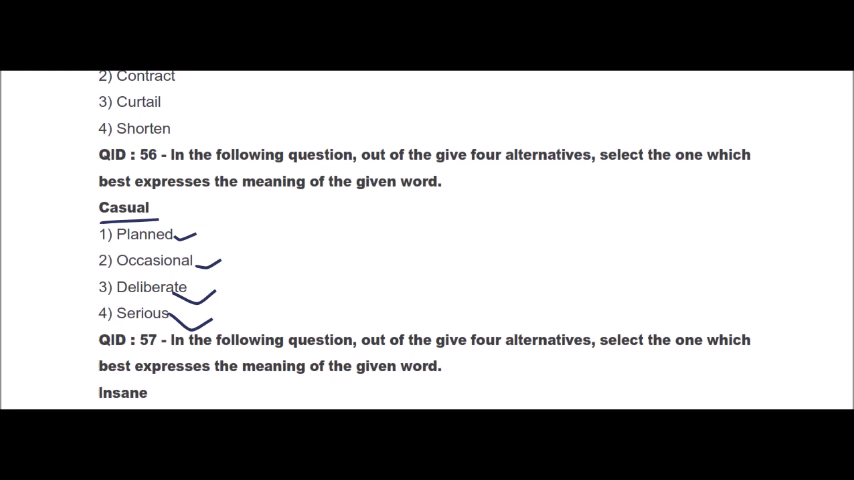 2) Contract
3) Curtail
4) Shorten
QID : 56 - In the following question, out of the give four alternatives, select the one which
best expresses the meaning of the given word.
Casual
1) Planned
2) Occasional
3) Deliberate
4) Serious
QID : 57 - In the following question, out of the give four alternatives, select the one which
best expresses the meaning of the given word.
Insane